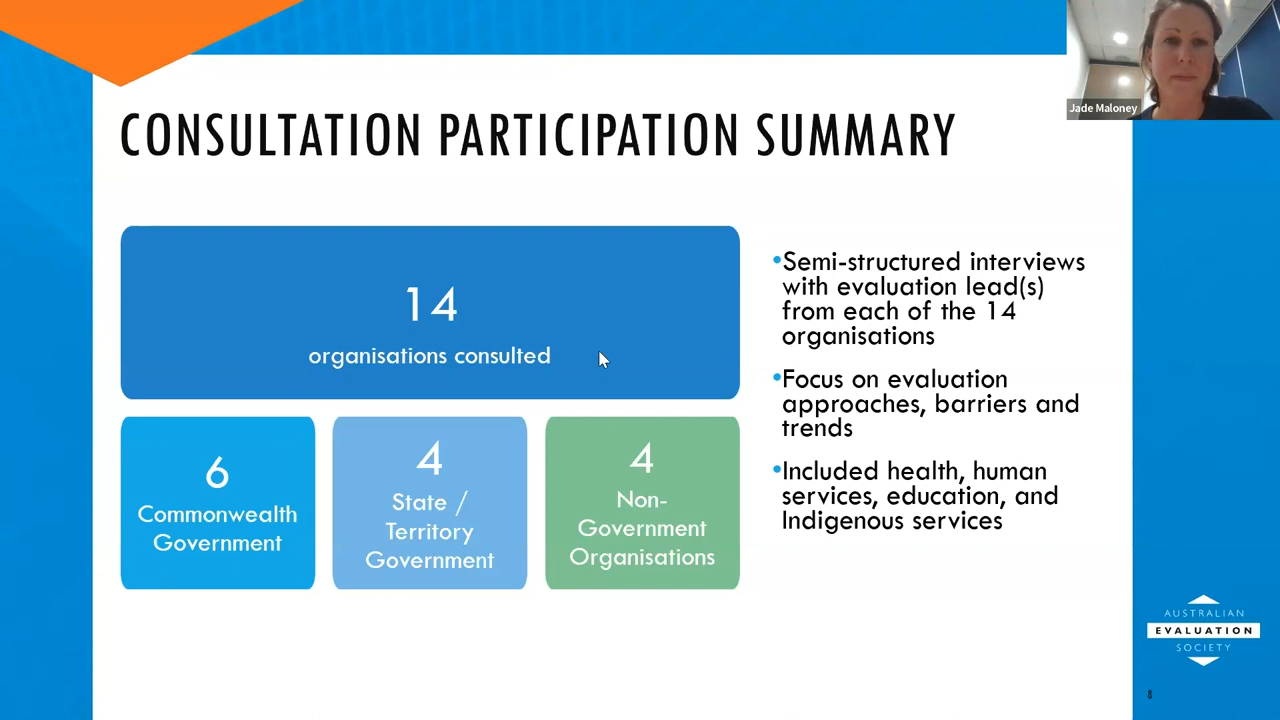 Jade Maloney
CONSULTATION PARTICIPATION SUMMARY
14
organisations consulted
6
Commonwealth
Government
4
State /
Territory
Government
4
Non-
Government
Organisations
•Semi-structured interviews
with evaluation lead(s)
from each of the 14
organisations
•Focus on evaluation
approaches, barriers and
trends
•Included health, human
services, education, and
Indigenous services
AUSTRALIAN
EVALUATION
SOCIETY
8